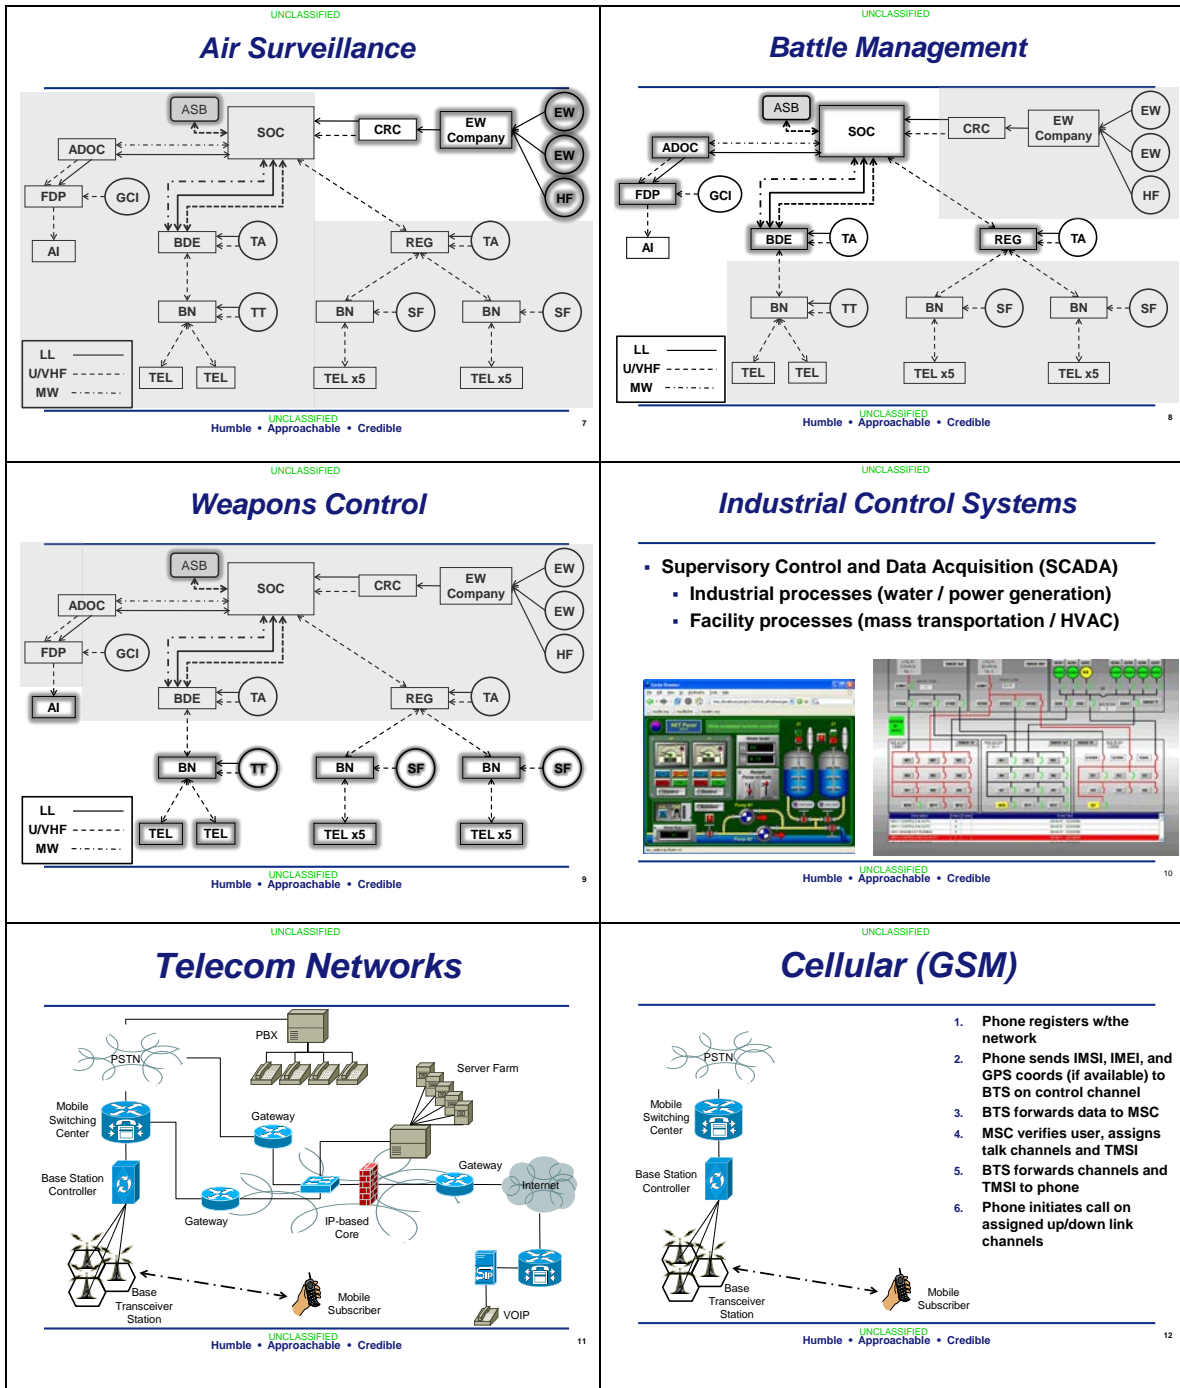 UNCLASSIFIED
Air Surveillance
ASB
SOC
CRC
EW
Company
EW
EW
HF
ADOC
FDP
GCI
AI
BDE
TA
REG
TA
BN
TT
BN
SF
BN
SF
TEL
TEL
TEL x5
TEL x5
LL
U/VHF
MW
UNCLASSIFIED
Humble • Approachable • Credible
7
UNCLASSIFIED
Battle Management
ASB
SOC
CRC
EW
Company
EW
EW
HF
ADOC
FDP
GCI
AI
BDE
TA
REG
TA
BN
TT
BN
SF
BN
SF
TEL
TEL
TEL x5
TEL x5
LL
U/VHF
MW
UNCLASSIFIED
Humble • Approachable • Credible
8
UNCLASSIFIED
Weapons Control
ASB
SOC
CRC
EW
Company
EW
EW
HF
ADOC
FDP
GCI
AI
BDE
TA
REG
TA
BN
TT
BN
SF
BN
SF
TEL
TEL
TEL x5
TEL x5
LL
U/VHF
MW
UNCLASSIFIED
Humble • Approachable • Credible
9
UNCLASSIFIED
Industrial Control Systems
▪ Supervisory Control and Data Acquisition (SCADA)
▪ Industrial processes (water / power generation)
▪ Facility processes (mass transportation / HVAC)
UNCLASSIFIED
Humble • Approachable • Credible
10
UNCLASSIFIED
Telecom Networks
PBX
PSTN
Server Farm
Mobile
Switching
Center
Gateway
Base Station
Controller
Gateway
Gateway
Internet
IP-based
Core
SIP
Base
Transceiver
Station
Mobile
Subscriber
VOIP
UNCLASSIFIED
Humble • Approachable • Credible
11
UNCLASSIFIED
Cellular (GSM)
PSTN
Mobile
Switching
Center
Base Station
Controller
Base
Transceiver
Station
Mobile
Subscriber
1. Phone registers w/the
network
2. Phone sends IMSI, IMEI, and
GPS coords (if available) to
BTS on control channel
3. BTS forwards data to MSC
4. MSC verifies user, assigns
talk channels and TMSI
5. BTS forwards channels and
TMSI to phone
6. Phone initiates call on
assigned up/down link
channels
UNCLASSIFIED
Humble • Approachable • Credible
12